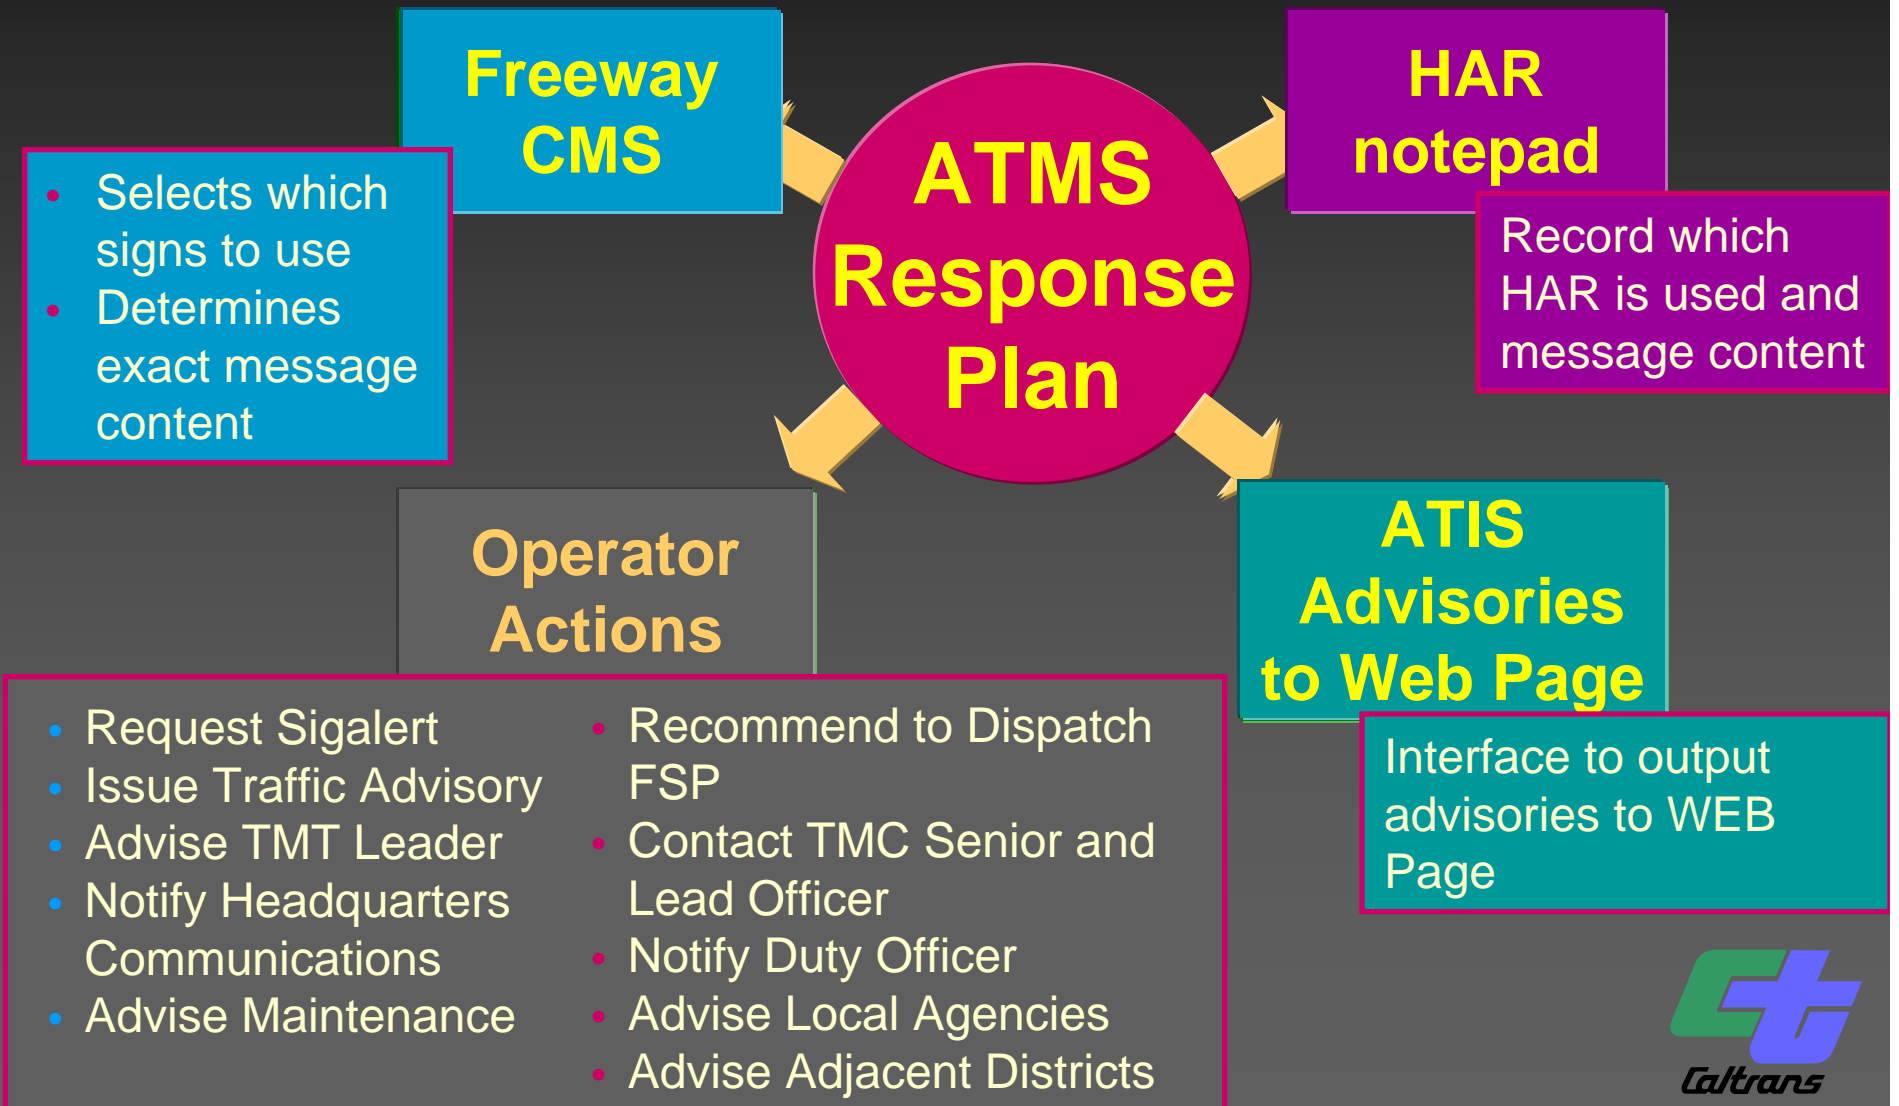 Freeway
CMS
• Selects which
signs to use
• Determines
exact message
content
ATMS
Response
Plan
HAR
notepad
Record which
HAR is used and
message content
Operator
Actions
• Request Sigalert
• Issue Traffic Advisory
• Advise TMT Leader
• Notify Headquarters
Communications
• Advise Maintenance
• Recommend to Dispatch
FSP
• Contact TMC Senior and
Lead Officer
• Notify Duty Officer
• Advise Local Agencies
• Advise Adjacent Districts
ATIS
Advisories
to Web Page
Interface to output
advisories to WEB
Page
Ct
Caltrans